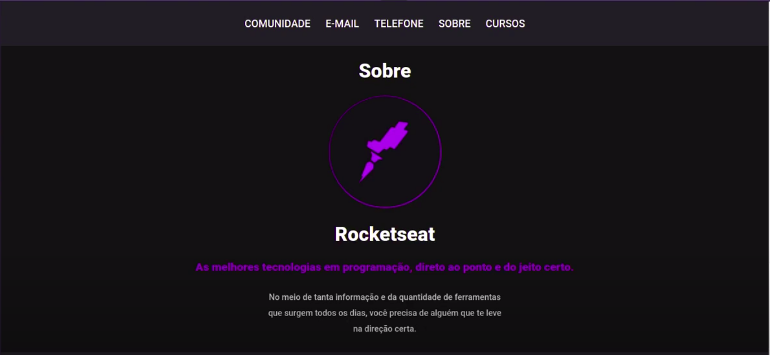 COMUNIDADE E-MAIL TELEFONE SOBRE CURSOS
Sobre
Rocketseat
As melhores tecnologias em programação, direto ao ponto e do jeito certo.
No meio de tanta informação e da quantidade de ferramentas
que surgem todos os dias, você precisa de alguém que te leve
na direção certa.